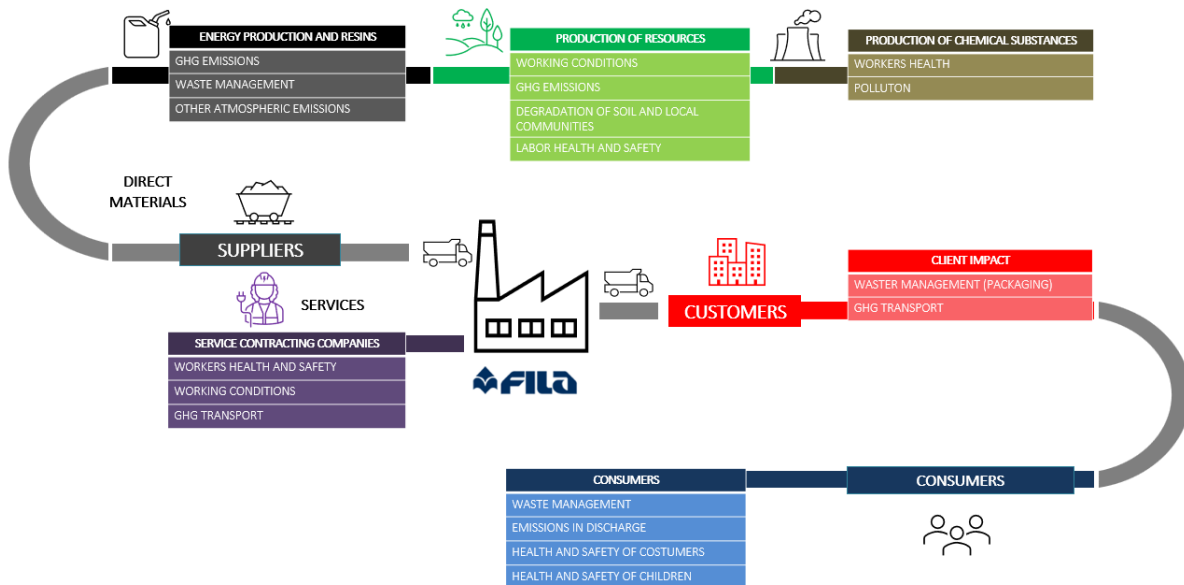 ENERGY PRODUCTION AND RESINS
GHG EMISSIONS
WASTE MANAGEMENT
OTHER ATMOSPHERIC EMISSIONS
PRODUCTION OF RESOURCES
WORKING CONDITIONS
GHG EMISSIONS
DEGRADATION OF SOIL AND LOCAL
COMMUNITIES
LABOR HEALTH AND SAFETY
PRODUCTION OF CHEMICAL SUBSTANCES
WORKERS HEALTH
POLLUTON
DIRECT
MATERIALS
SUPPLIERS
SERVICES
SERVICE CONTRACTING COMPANIES
WORKERS HEALTH AND SAFETY
WORKING CONDITIONS
GHG TRANSPORT
FILA
CUSTOMERS
CLIENT IMPACT
WASTER MANAGEMENT (PACKAGING)
GHG TRANSPORT
CONSUMERS
CONSUMERS
WASTE MANAGEMENT
EMISSIONS IN DISCHARGE
HEALTH AND SAFETY OF COSTUMERS
HEALTH AND SAFETY OF CHILDREN